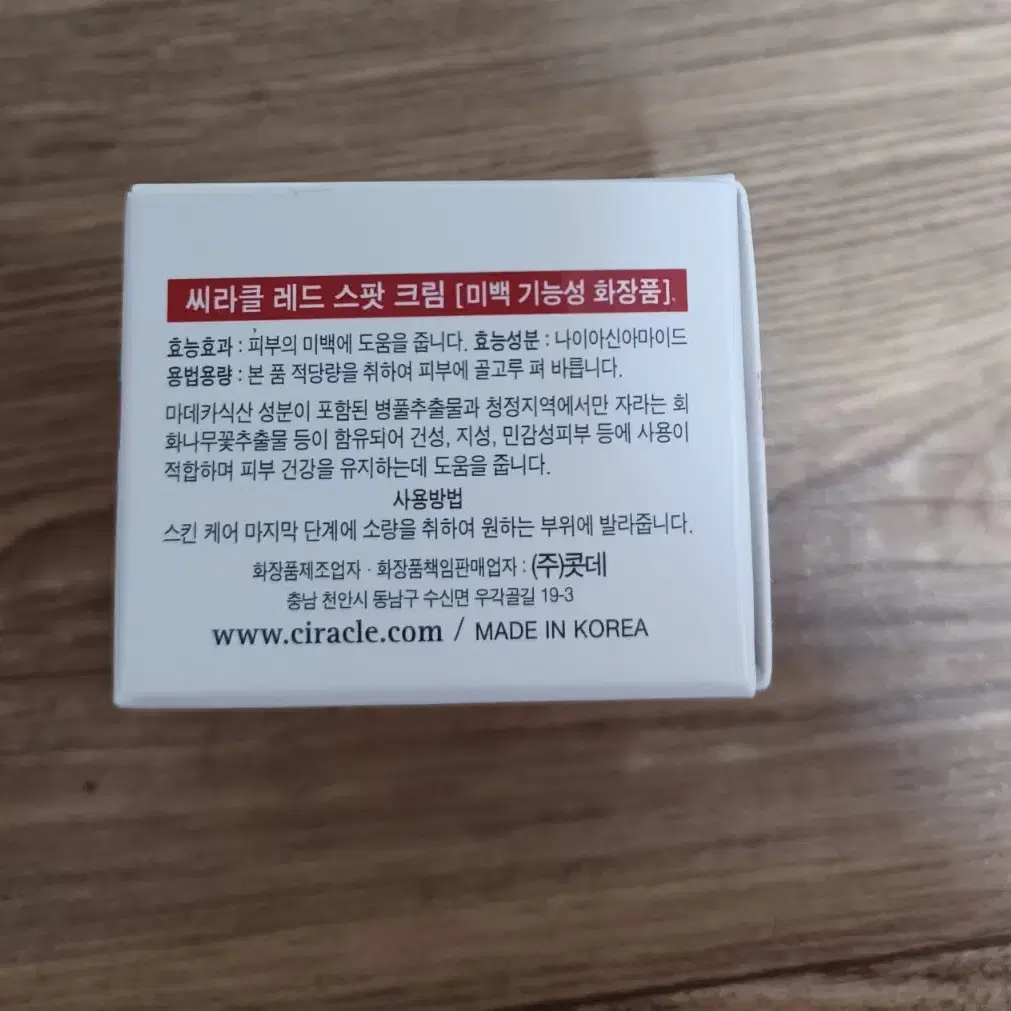 씨라클 레드 스팟 크림 [미백 기능성 화장품].
효능효과 : 피부의 미백에 도움을 줍니다. 효능성분 : 나이아신아마이드
용법용량 : 본 품 적당량을 취하여 피부에 골고루 펴 바릅니다.
마데카식산 성분이 포함된 병풀추출물과 청정지역에서만 자라는 회
화나무꽃추출물 등이 함유되어 건성, 지성, 민감성피부 등에 사용이
적합하며 피부 건강을 유지하는데 도움을 줍니다.
사용방법
스킨 케어 마지막 단계에 소량을 취하여 원하는 부위에 발라줍니다.
화장품제조업자 · 화장품책임판매업자 : (주)콧데
충남 천안시 동남구 수신면 우각골길 19-3
www.ciracle.com / MADE IN KOREA